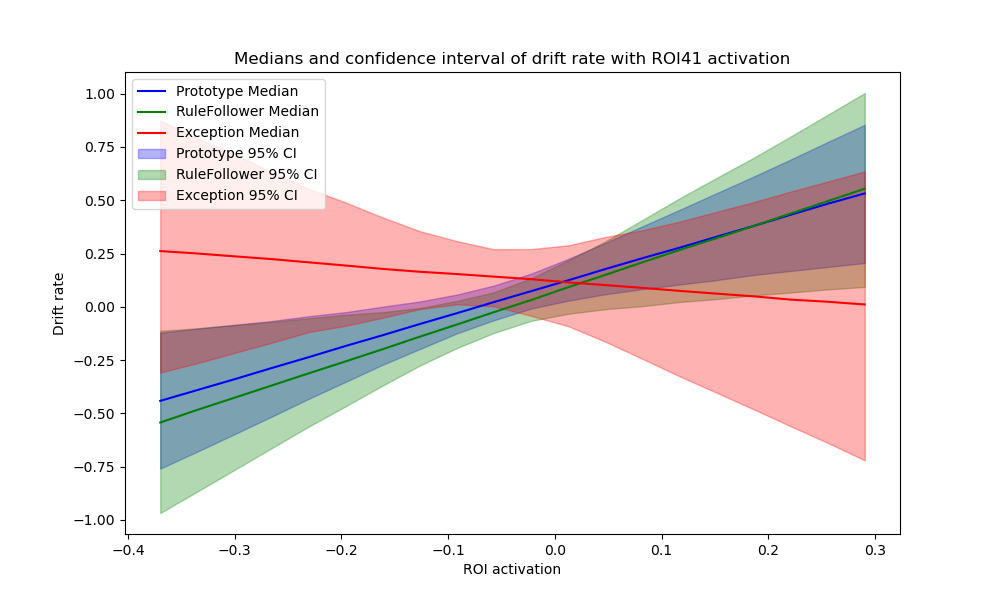 Medians and confidence interval of drift rate with ROI41 activation
Prototype Median
RuleFollower Median
Exception Median
Prototype 95% CI
RuleFollower 95% CI
Exception 95% CI
1.00
0.75
0.50
0.25
0.00
−0.25
−0.50
−0.75
−1.00
Drift rate
−0.4
−0.3
−0.2
−0.1
0.0
0.1
0.2
0.3
ROI activation